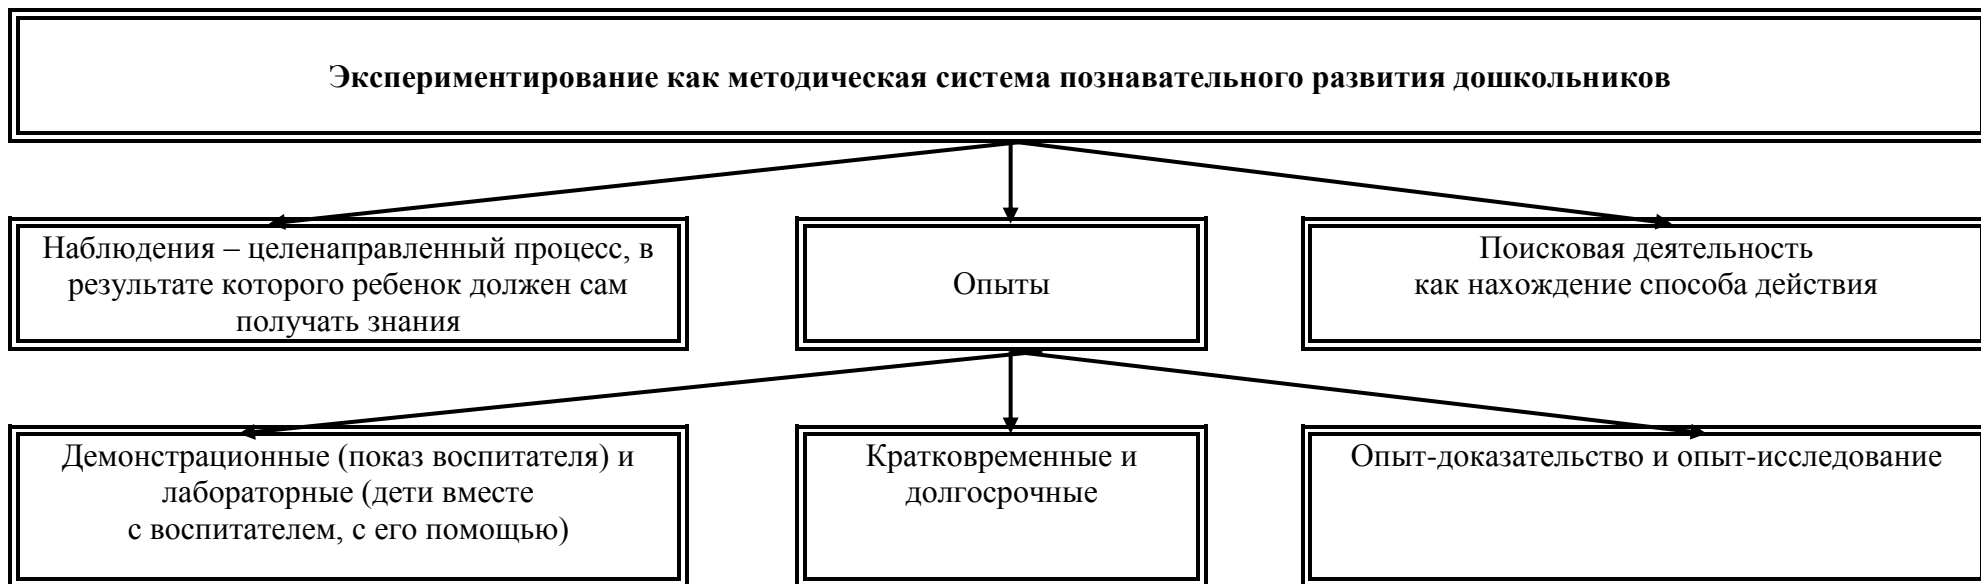 Экспериментирование как методическая система познавательного развития дошкольников
Наблюдения – целенаправленный процесс, в
результате которого ребенок должен сам
получать знания
Опыты
Поисковая деятельность
как нахождение способа действия
Демонстрационные (показ воспитателя) и
лабораторные (дети вместе
с воспитателем, с его помощью)
Кратковременные и
долгосрочные
Опыт-доказательство и опыт-исследование